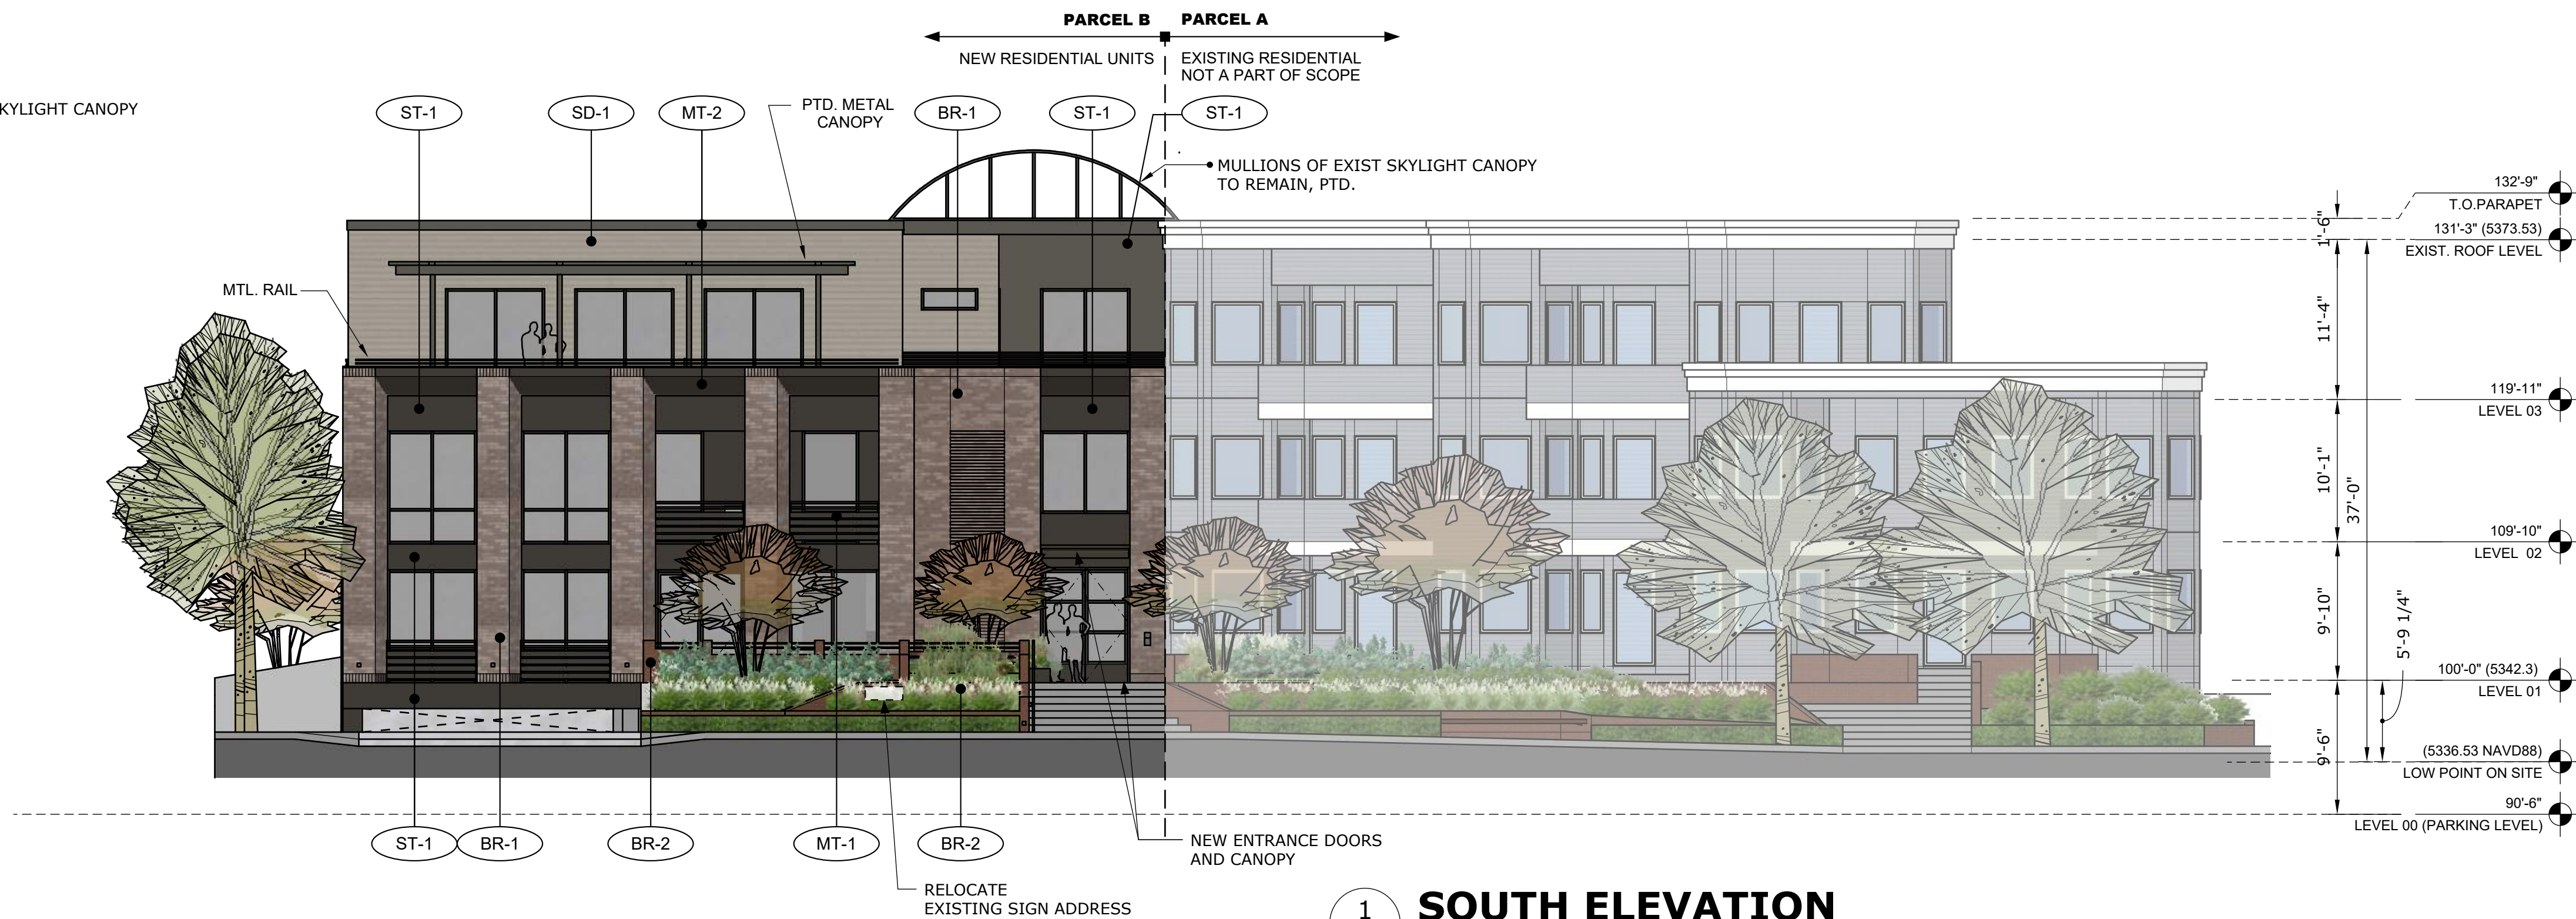 PARCEL B
PARCEL A
NEW RESIDENTIAL UNITS
EXISTING RESIDENTIAL
NOT A PART OF SCOPE
KYLIGHT CANOPY
ST-1
SD-1
MT-2
PTD. METAL
CANOPY
BR-1
ST-1
ST-1
MULLIONS OF EXIST SKYLIGHT CANOPY
TO REMAIN, PTD.
MTL. RAIL
132'-9"
T.O.PARAPET
1'-6"
131'-3" (5373.53)
EXIST. ROOF LEVEL
11'-4"
119'-11"
LEVEL 03
10'-1"
37'-0"
109'-10"
LEVEL 02
9'-10"
5'-9 1/4"
100'-0" (5342.3)
LEVEL 01
9'-6"
(5336.53 NAVD88)
LOW POINT ON SITE
90'-6"
LEVEL 00 (PARKING LEVEL)
ST-1
BR-1
BR-2
MT-1
BR-2
NEW ENTRANCE DOORS
AND CANOPY
RELOCATE
EXISTING SIGN ADDRESS
1
SOUTH ELEVATION